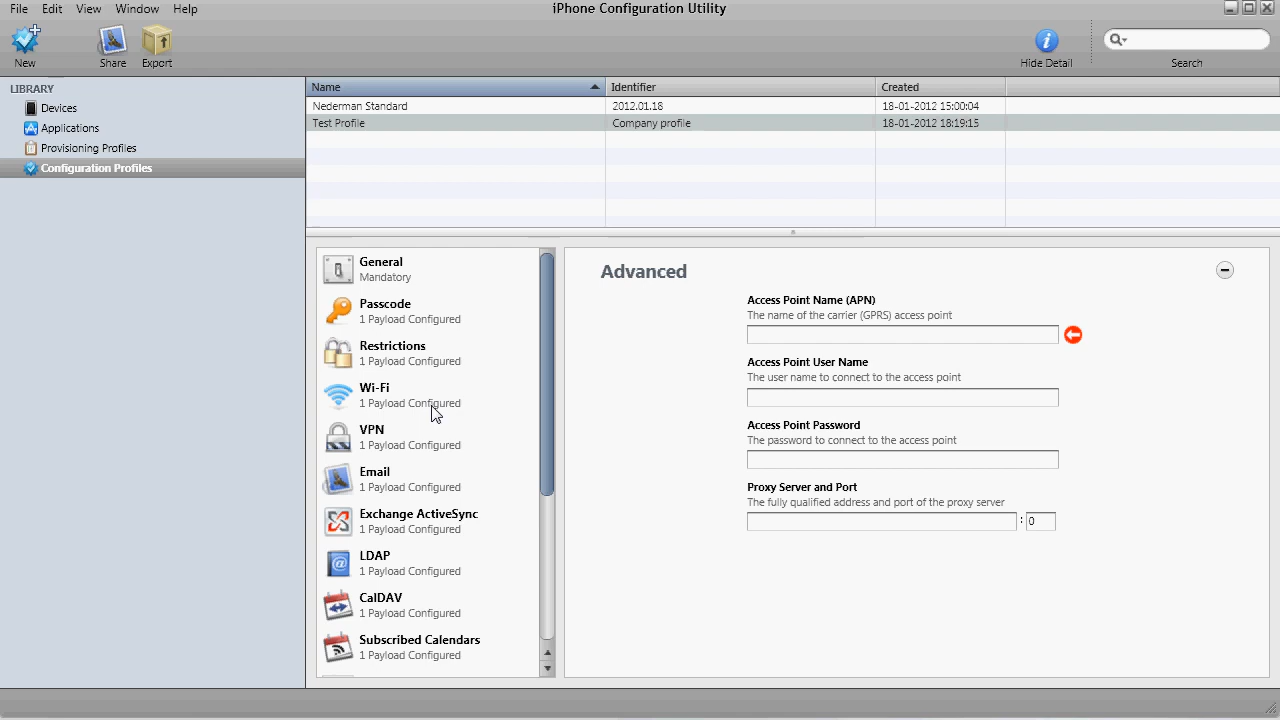 File Edit View Window Help
iPhone Configuration Utility
New Share Export
Hide Detail
Search
LIBRARY
Devices
Applications
Provisioning Profiles
Configuration Profiles
Name Identifier Created
Nederman Standard 2012.01.18 18-01-2012 15:00:04
Test Profile Company profile 18-01-2012 18:19:15
General
Mandatory
Passcode
1 Payload Configured
Restrictions
1 Payload Configured
Wi-Fi
1 Payload Configured
VPN
1 Payload Configured
Email
1 Payload Configured
Exchange ActiveSync
1 Payload Configured
LDAP
1 Payload Configured
CalDAV
1 Payload Configured
Subscribed Calendars
1 Payload Configured
Advanced
Access Point Name (APN)
The name of the carrier (GPRS) access point
Access Point User Name
The user name to connect to the access point
Access Point Password
The password to connect to the access point
Proxy Server and Port
The fully qualified address and port of the proxy server
: 0